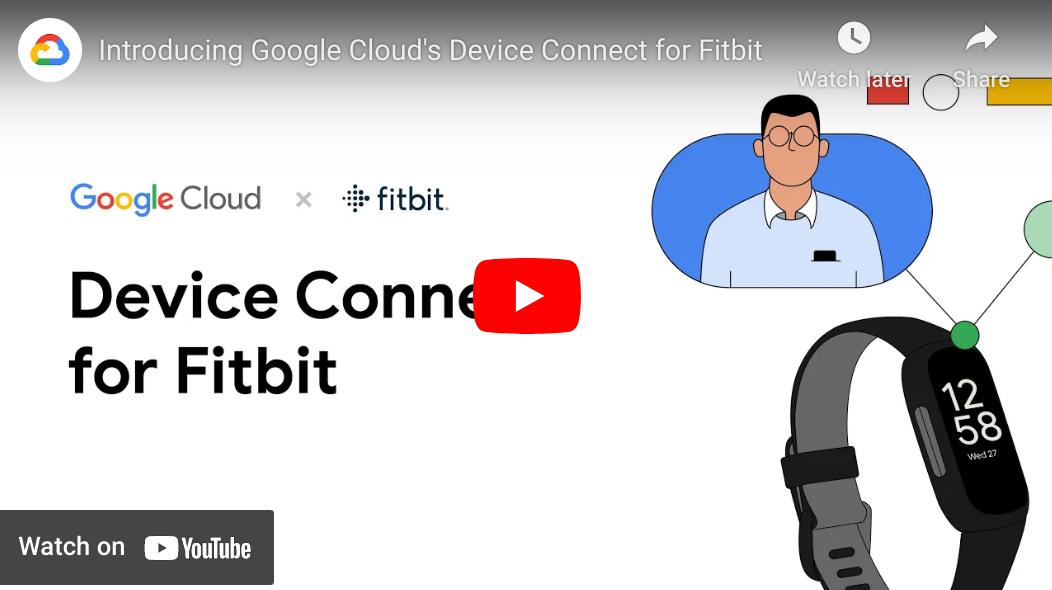 Introducing Google Cloud's Device Connect for Fitbit
Watch later
Share
Google Cloud × fitbit
Device Conne
for Fitbit
12
58
Wed 27
Watch on YouTube